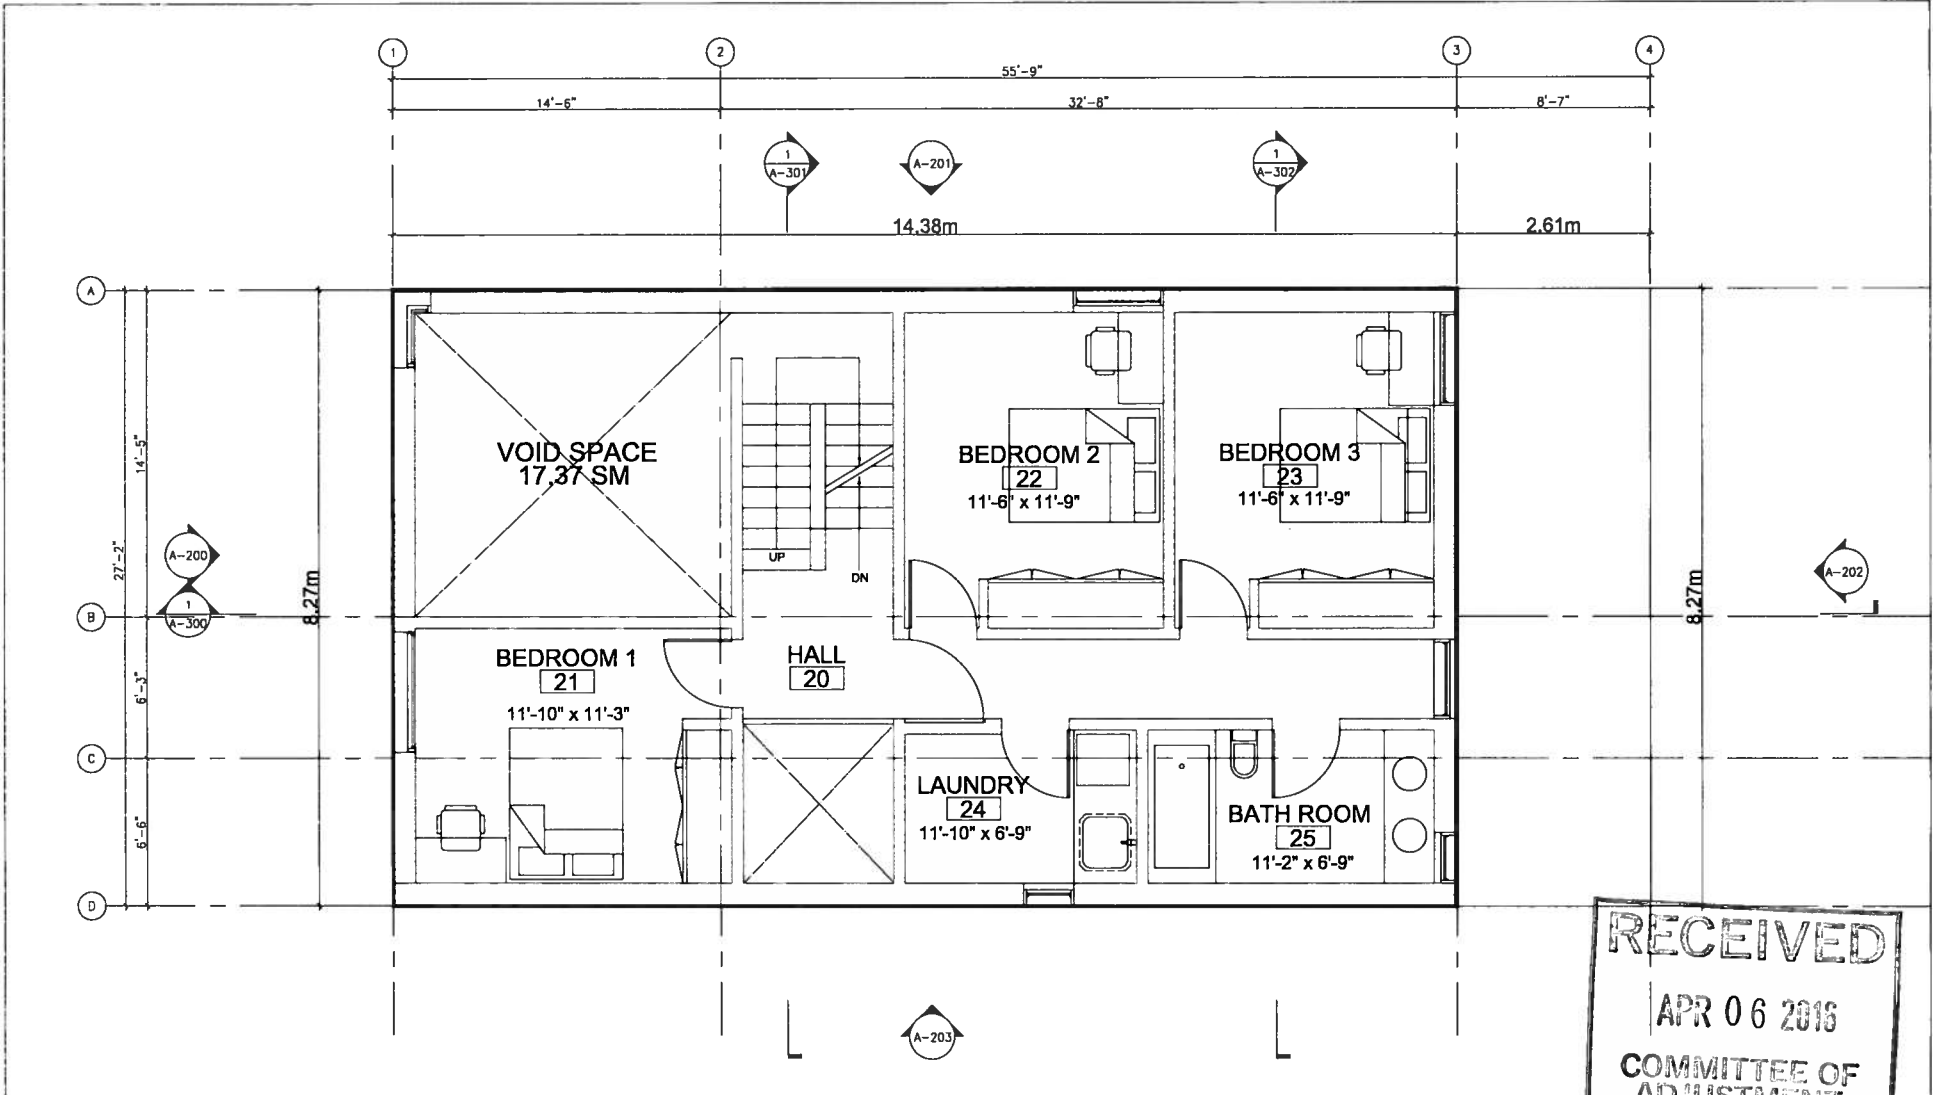 1 2 3 4
55'-9"
14'-6" 32'-8" 8'-7"
1
A-301
A-201
1
A-302
14.38m 2.61m
A
VOID SPACE
17.37 SM
BEDROOM 2
22
11'-6" x 11'-9"
BEDROOM 3
23
11'-6" x 11'-9"
14'-5"
27'-2"
8.27m
A-200
1
A-300
UP
DN
A-202
8.27m
B
BEDROOM 1
21
11'-10" x 11'-3"
HALL
20
6'-3"
C
LAUNDRY
24
11'-10" x 6'-9"
BATH ROOM
25
11'-2" x 6'-9"
6'-6"
D
A-203
RECEIVED
APR 06 2016
COMMITTEE OF
ADJUSTMENT